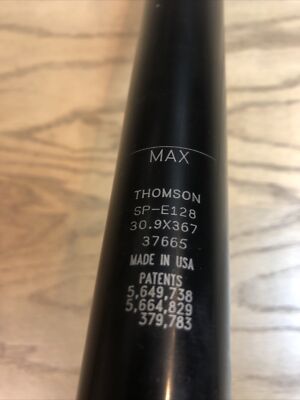 MAX
THOMSON
SP-E128
30.9X367
37665
MADE IN USA
PATENTS
5,649,738
5,664,829
379,783